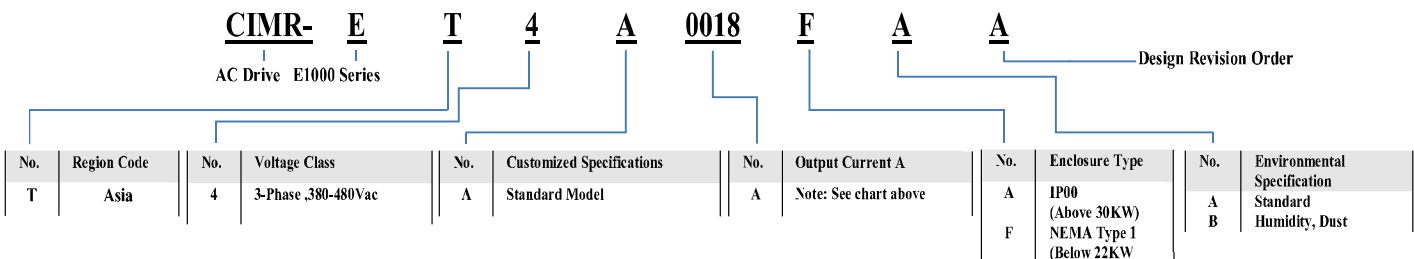 CIMR- E T 4 A 0018 F A A
AC Drive E1000 Series
Design Revision Order
No. Region Code
T Asia
No. Voltage Class
4 3-Phase ,380-480Vac
No. Customized Specifications
A Standard Model
No. Output Current A
A Note: See chart above
No. Enclosure Type
A IP00
(Above 30KW)
F NEMA Type 1
(Below 22KW
No. Environmental
Specification
A Standard
B Humidity, Dust